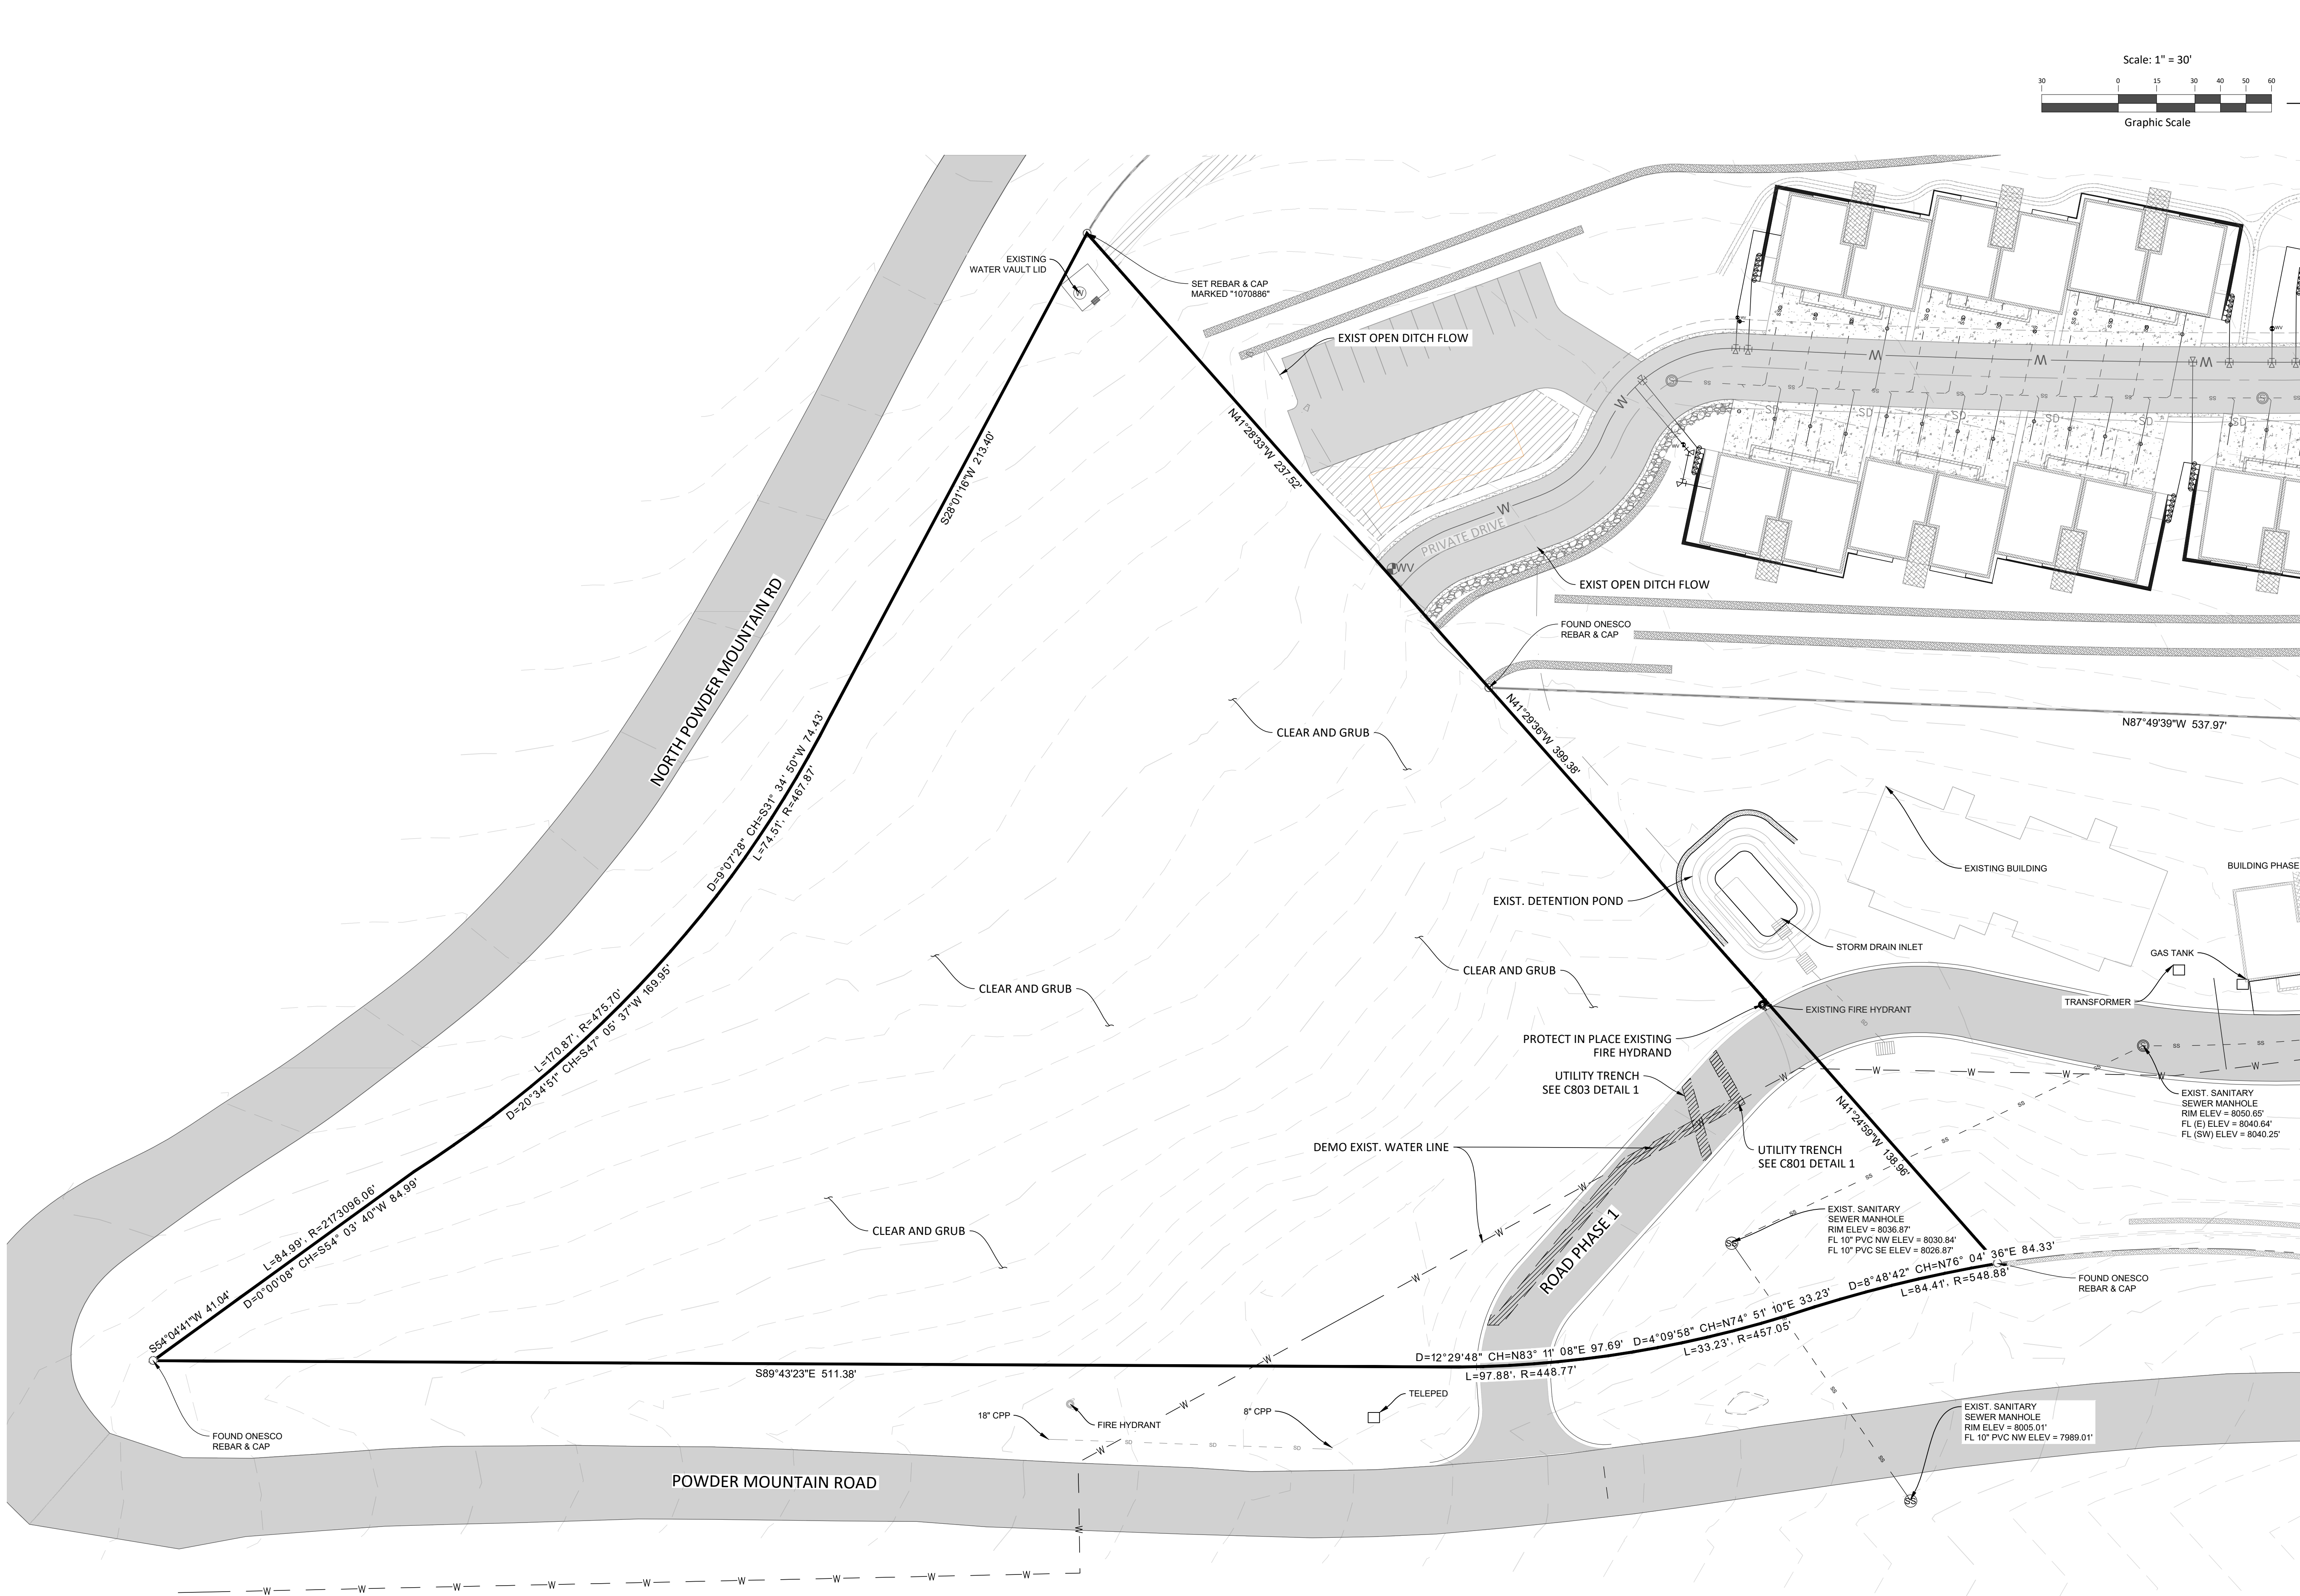 Scale: 1" = 30'
30 0 15 30 40 50 60
Graphic Scale
EXISTING
WATER VAULT LID
W
SET REBAR & CAP
MARKED "1070886"
EXIST OPEN DITCH FLOW
S28°01'16"W 213.40'
N41°28'33"W 237.52'
NORTH POWDER MOUNTAIN RD
PRIVATE DRIVE
WV
W
W
W
W
W
SD
SD
SD
SD
SD
SD
EXIST OPEN DITCH FLOW
FOUND ONESCO
REBAR & CAP
N41°29'36"W 399.38'
N87°49'39"W 537.97'
CLEAR AND GRUB
D=9°07'28" CH=S31° 34' 50"W 74.43'
L=74.51', R=467.87'
EXIST. DETENTION POND
EXISTING BUILDING
BUILDING PHASE
STORM DRAIN INLET
GAS TANK
TRANSFORMER
CLEAR AND GRUB
CLEAR AND GRUB
EXISTING FIRE HYDRANT
PROTECT IN PLACE EXISTING
FIRE HYDRAND
UTILITY TRENCH
SEE C803 DETAIL 1
L=170.87', R=475.70'
D=20°34'51" CH=S47° 05' 37"W 169.95'
EXIST. SANITARY
SEWER MANHOLE
RIM ELEV = 8050.65'
FL (E) ELEV = 8040.64'
FL (SW) ELEV = 8040.25'
N41°24'59"W 138.96'
DEMO EXIST. WATER LINE
UTILITY TRENCH
SEE C801 DETAIL 1
L=84.99', R=2173096.06'
D=0°00'08" CH=S54° 03' 40"W 84.99'
CLEAR AND GRUB
ROAD PHASE 1
EXIST. SANITARY
SEWER MANHOLE
RIM ELEV = 8036.87'
FL 10" PVC NW ELEV = 8030.84'
FL 10" PVC SE ELEV = 8026.87'
SS
S54°04'41"W 41.04'
D=8°48'42" CH=N76° 04' 36"E 84.33'
L=84.41', R=548.88'
FOUND ONESCO
REBAR & CAP
D=12°29'48" CH=N83° 11' 08"E 97.69'
L=97.88', R=448.77'
D=4°09'58" CH=N74° 51' 10"E 33.23'
L=33.23', R=457.05'
S89°43'23"E 511.38'
TELEPED
18" CPP
FIRE HYDRANT
8" CPP
SD
SD
SD
FOUND ONESCO
REBAR & CAP
EXIST. SANITARY
SEWER MANHOLE
RIM ELEV = 8005.01'
FL 10" PVC NW ELEV = 7989.01'
SS
POWDER MOUNTAIN ROAD
W W W W W W W W W